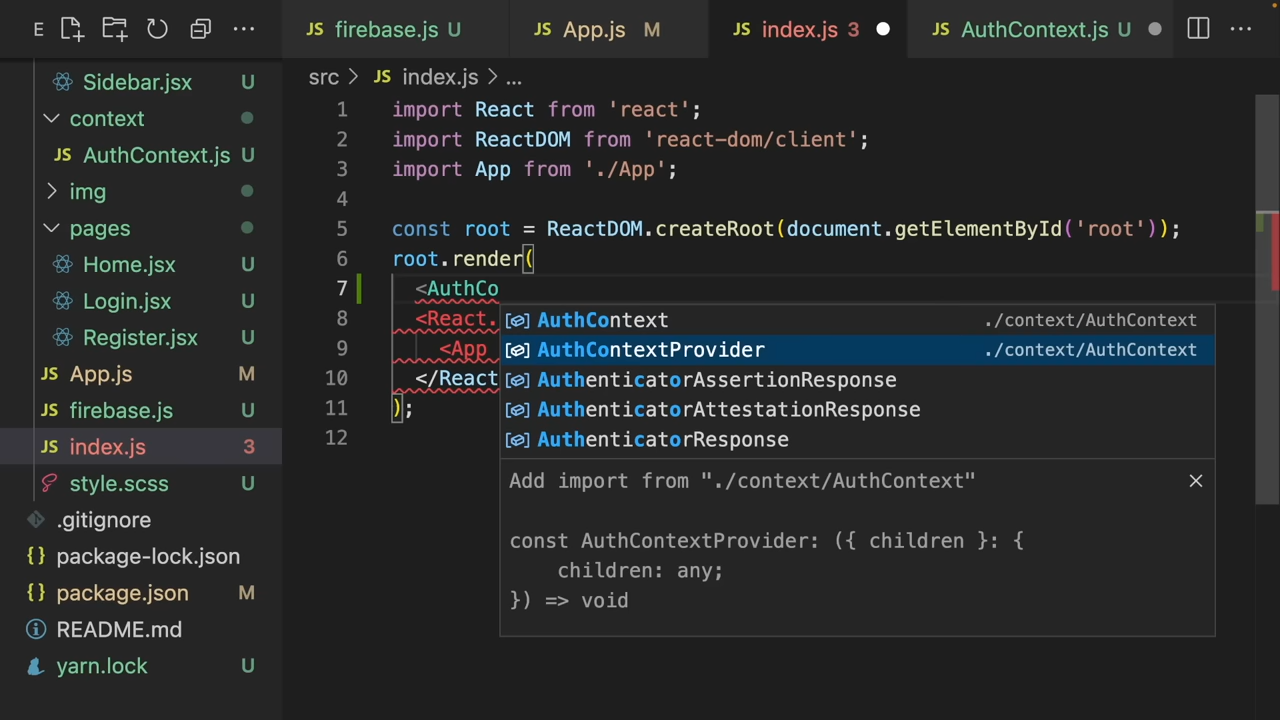 E
JS firebase.js U
JS App.js M
JS index.js 3
JS AuthContext.js U
Sidebar.jsx U
context
JS AuthContext.js U
img
pages
Home.jsx U
Login.jsx U
Register.jsx U
JS App.js M
JS firebase.js U
JS index.js 3
style.scss U
.gitignore
{} package-lock.json
{} package.json M
README.md
yarn.lock U
src > JS index.js > ...
1 import React from 'react';
2 import ReactDOM from 'react-dom/client';
3 import App from './App';
4
5 const root = ReactDOM.createRoot(document.getElementById('root'));
6 root.render(
7 <AuthCo
8 <React.
9 <App
10 </React
11 );
12
AuthContext ./context/AuthContext
AuthContextProvider ./context/AuthContext
AuthenticatorAssertionResponse
AuthenticatorAttestationResponse
AuthenticatorResponse
Add import from "./context/AuthContext"
const AuthContextProvider: ({ children }: {
children: any;
}) => void